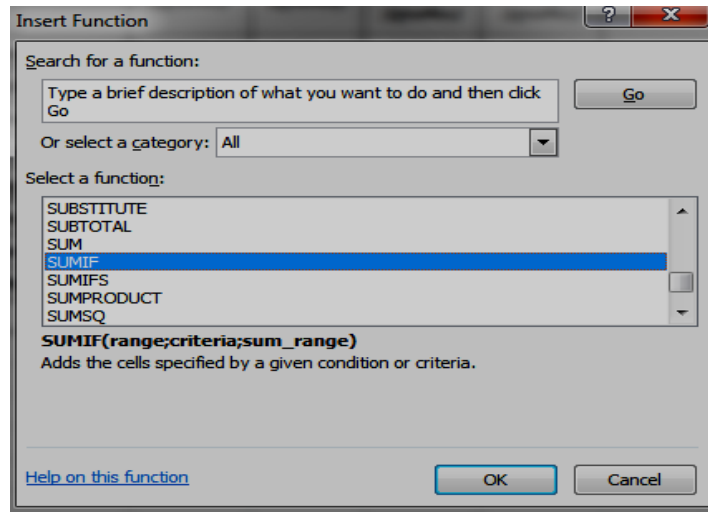 Insert Function
Search for a function:
Type a brief description of what you want to do and then click
Go
Go
Or select a category: All
Select a function:
SUBSTITUTE
SUBTOTAL
SUM
SUMIF
SUMIFS
SUMPRODUCT
SUMSQ
SUMIF(range;criteria;sum_range)
Adds the cells specified by a given condition or criteria.
Help on this function
OK
Cancel